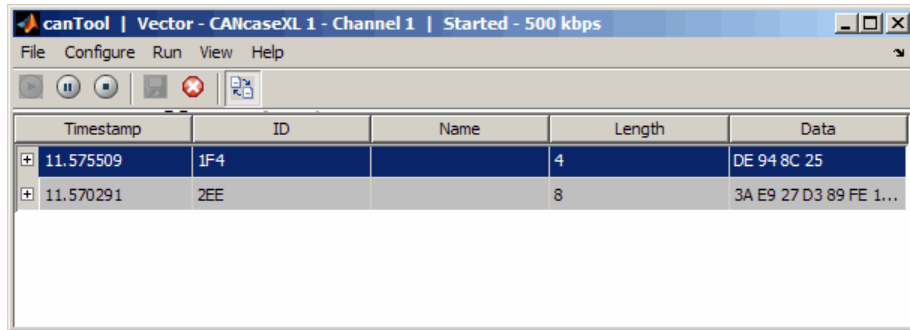 canTool | Vector - CANcaseXL 1 - Channel 1 | Started - 500 kbps
File Configure Run View Help
Timestamp ID Name Length Data
11.575509 1F4 4 DE 94 8C 25
11.570291 2EE 8 3A E9 27 D3 89 FE 1...